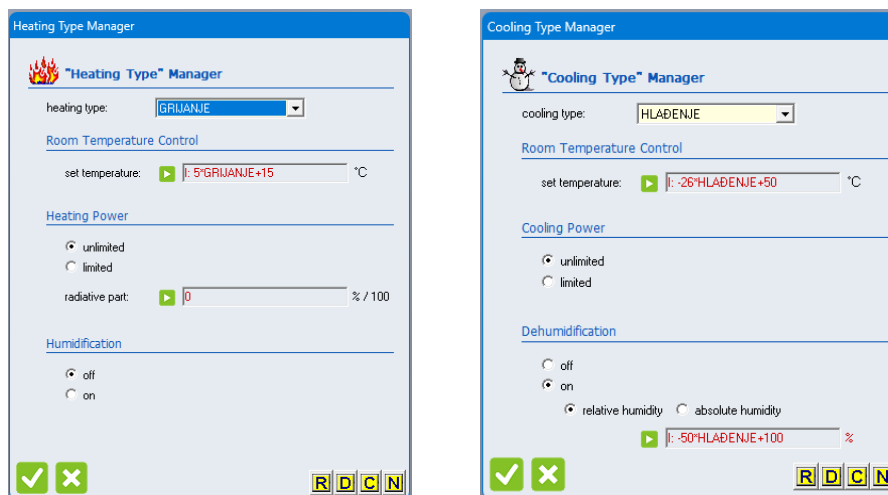 Heating Type Manager
"Heating Type" Manager
heating type: GRIJANJE
Room Temperature Control
set temperature: I: 5*GRIJANJE+15 °C
Heating Power
unlimited
limited
radiative part: 0 % / 100
Humidification
off
on
R D C N
Cooling Type Manager
"Cooling Type" Manager
cooling type: HLAĐENJE
Room Temperature Control
set temperature: I: -26*HLAĐENJE+50 °C
Cooling Power
unlimited
limited
Dehumidification
off
on
relative humidity absolute humidity
I: -50*HLAĐENJE+100 %
R D C N